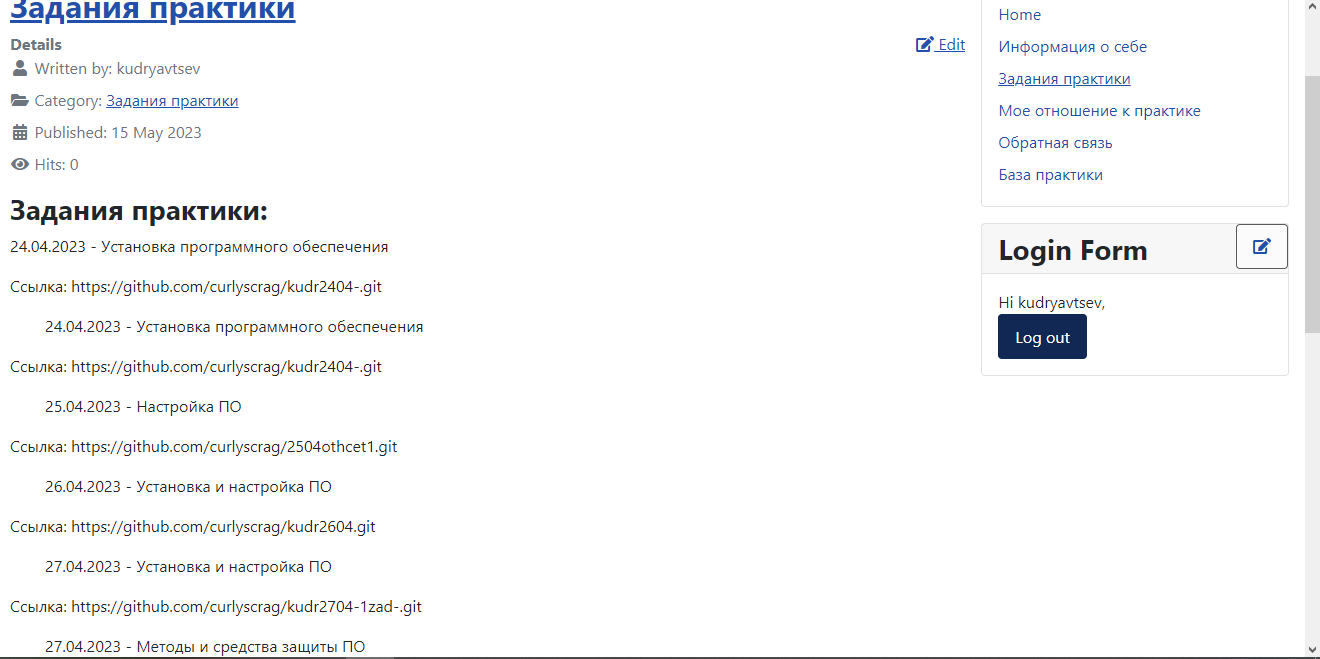 Задания практики
Details
Edit
Written by: kudryavtsev
Category: Задания практики
Published: 15 May 2023
Hits: 0
Задания практики:
24.04.2023 - Установка программного обеспечения
Ссылка: https://github.com/curlyscrag/kudr2404-.git
24.04.2023 - Установка программного обеспечения
Ссылка: https://github.com/curlyscrag/kudr2404-.git
25.04.2023 - Настройка ПО
Ссылка: https://github.com/curlyscrag/2504othcet1.git
26.04.2023 - Установка и настройка ПО
Ссылка: https://github.com/curlyscrag/kudr2604.git
27.04.2023 - Установка и настройка ПО
Ссылка: https://github.com/curlyscrag/kudr2704-1zad-.git
27.04.2023 - Методы и средства защиты ПО
Home
Информация о себе
Задания практики
Мое отношение к практике
Обратная связь
База практики
Login Form
Hi kudryavtsev,
Log out